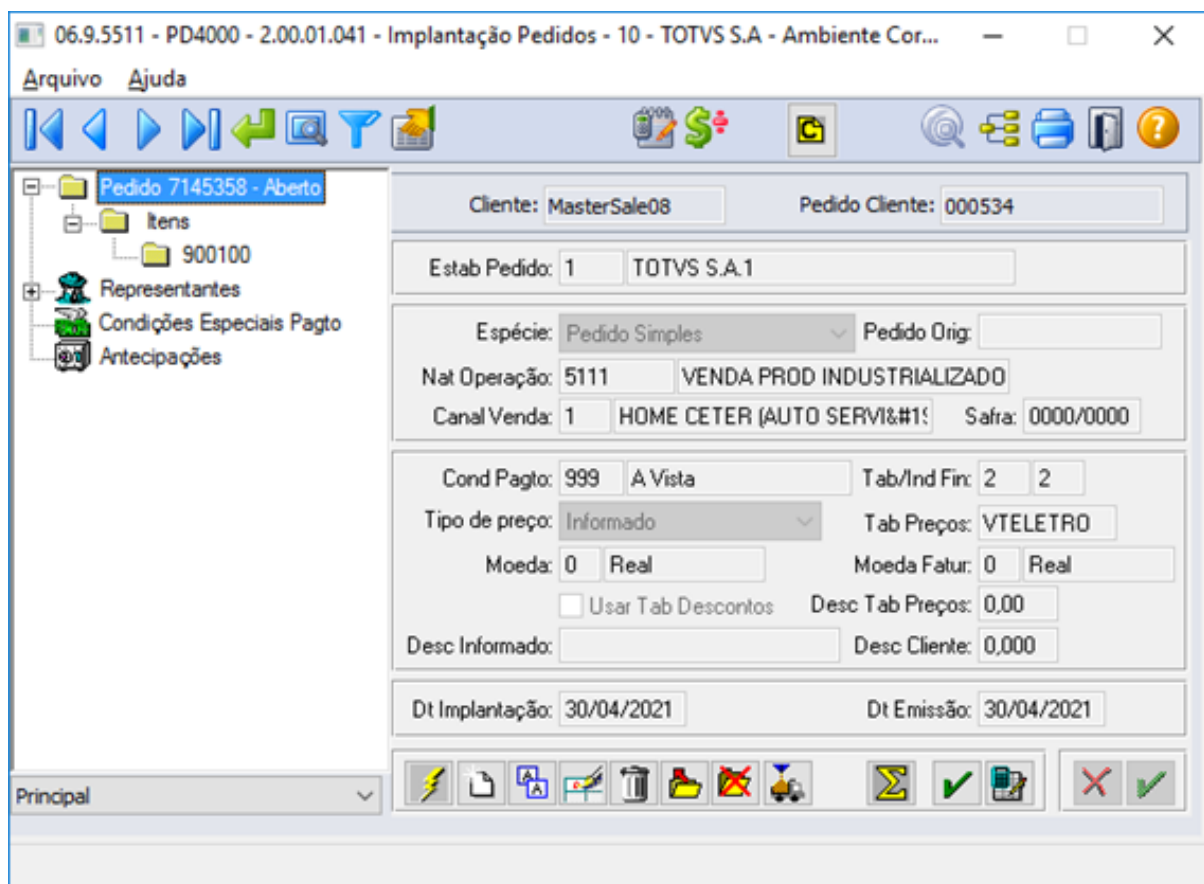 06.9.5511 - PD4000 - 2.00.01.041 - Implantação Pedidos - 10 - TOTVS S.A - Ambiente Cor...
Arquivo Ajuda
Pedido 7145358 - Aberto
Itens
900100
Representantes
Condições Especiais Pagto
Antecipações
Principal
Cliente: MasterSale08 Pedido Cliente: 000534
Estab Pedido: 1 TOTVS S.A.1
Espécie: Pedido Simples Pedido Orig:
Nat Operação: 5111 VENDA PROD INDUSTRIALIZADO
Canal Venda: 1 HOME CETER (AUTO SERVI&#19 Safra: 0000/0000
Cond Pagto: 999 A Vista Tab/Ind Fin: 2 2
Tipo de preço: Informado Tab Preços: VTELETRO
Moeda: 0 Real Moeda Fatur: 0 Real
Usar Tab Descontos Desc Tab Preços: 0,00
Desc Informado: Desc Cliente: 0,000
Dt Implantação: 30/04/2021 Dt Emissão: 30/04/2021